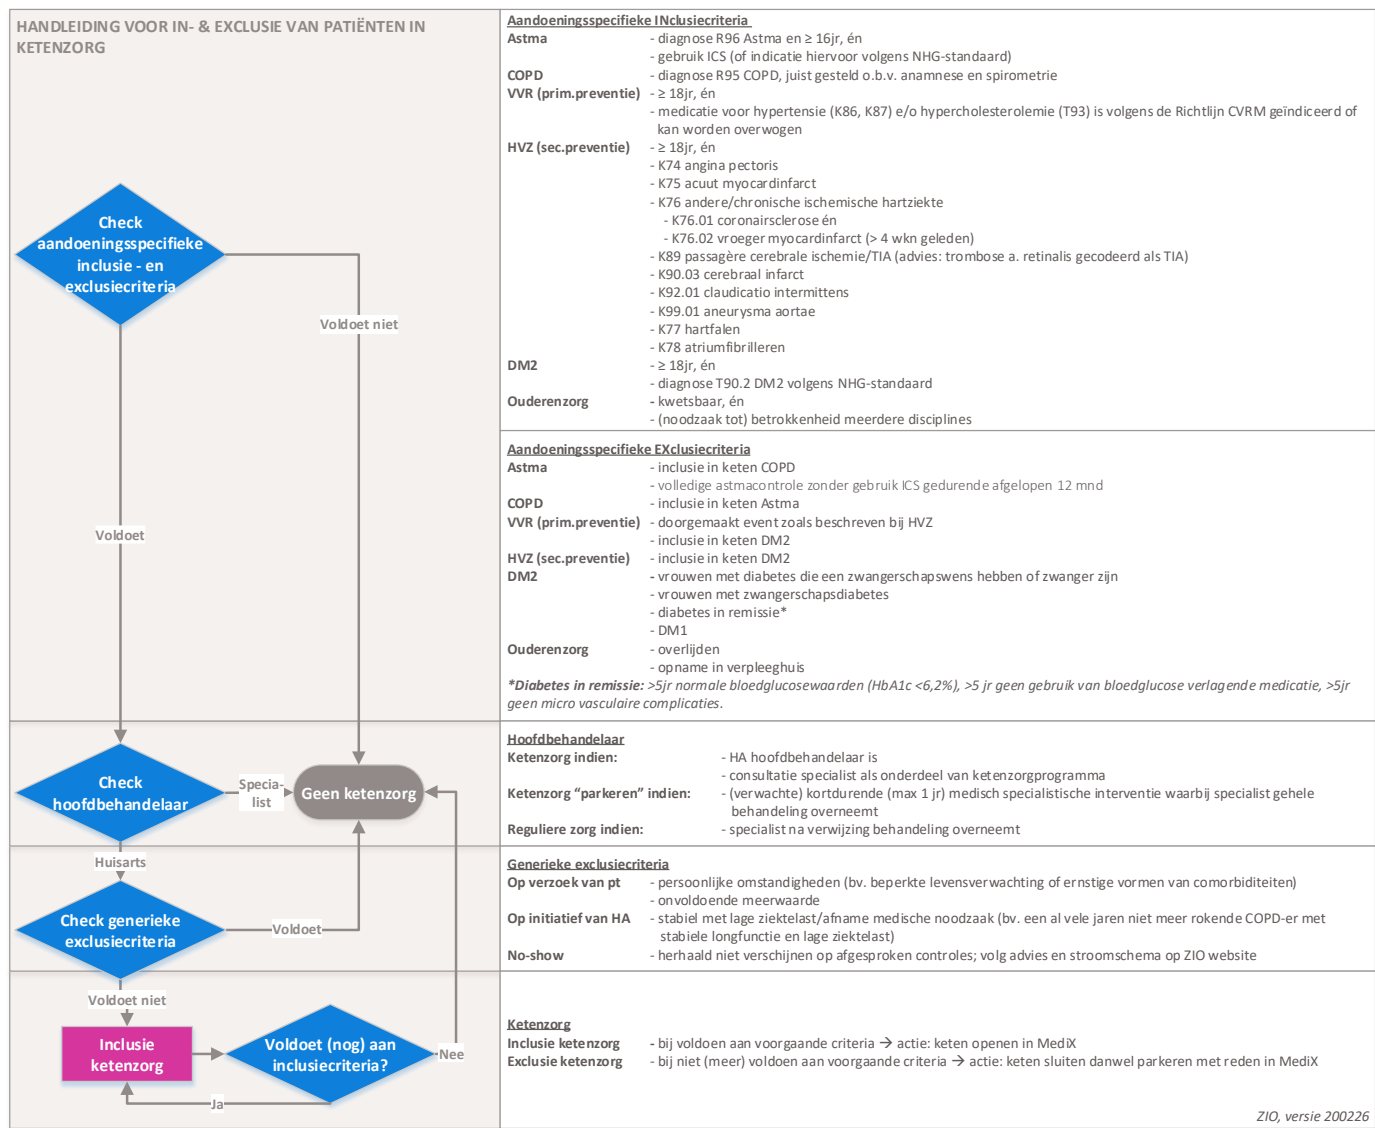 HANDLEIDING VOOR IN- & EXCLUSIE VAN PATIËNTEN IN
KETENZORG
Check
aandoeningsspecifieke
inclusie - en
exclusiecriteria
Voldoet niet
Voldoet
Check
hoofdbehandelaar
Specia-
list
Geen ketenzorg
Huisarts
Check generieke
exclusiecriteria
Voldoet
Voldoet niet
Inclusie
ketenzorg
Voldoet (nog) aan
inclusiecriteria?
Nee
Ja
Aandoeningsspecifieke INclusiecriteria
Astma - diagnose R96 Astma en ≥ 16jr, én
- gebruik ICS (of indicatie hiervoor volgens NHG-standaard)
COPD - diagnose R95 COPD, juist gesteld o.b.v. anamnese en spirometrie
VVR (prim.preventie) - ≥ 18jr, én
- medicatie voor hypertensie (K86, K87) e/o hypercholesterolemie (T93) is volgens de Richtlijn CVRM geïndiceerd of
kan worden overwogen
HVZ (sec.preventie) - ≥ 18jr, én
- K74 angina pectoris
- K75 acuut myocardinfarct
- K76 andere/chronische ischemische hartziekte
- K76.01 coronairsclerose én
- K76.02 vroeger myocardinfarct (> 4 wkn geleden)
- K89 passagère cerebrale ischemie/TIA (advies: trombose a. retinalis gecodeerd als TIA)
- K90.03 cerebraal infarct
- K92.01 claudicatio intermittens
- K99.01 aneurysma aortae
- K77 hartfalen
- K78 atriumfibrilleren
DM2 - ≥ 18jr, én
- diagnose T90.2 DM2 volgens NHG-standaard
Ouderenzorg - kwetsbaar, én
- (noodzaak tot) betrokkenheid meerdere disciplines
Aandoeningsspecifieke EXclusiecriteria
Astma - inclusie in keten COPD
- volledige astmacontrole zonder gebruik ICS gedurende afgelopen 12 mnd
COPD - inclusie in keten Astma
VVR (prim.preventie) - doorgemaakt event zoals beschreven bij HVZ
- inclusie in keten DM2
HVZ (sec.preventie) - inclusie in keten DM2
DM2 - vrouwen met diabetes die een zwangerschapswens hebben of zwanger zijn
- vrouwen met zwangerschapsdiabetes
- diabetes in remissie*
- DM1
Ouderenzorg - overlijden
- opname in verpleeghuis
*Diabetes in remissie: >5jr normale bloedglucosewaarden (HbA1c <6,2%), >5 jr geen gebruik van bloedglucose verlagende medicatie, >5jr
geen micro vasculaire complicaties.
Hoofdbehandelaar
Ketenzorg indien: - HA hoofdbehandelaar is
- consultatie specialist als onderdeel van ketenzorgprogramma
Ketenzorg “parkeren” indien: - (verwachte) kortdurende (max 1 jr) medisch specialistische interventie waarbij specialist gehele
behandeling overneemt
Reguliere zorg indien: - specialist na verwijzing behandeling overneemt
Generieke exclusiecriteria
Op verzoek van pt - persoonlijke omstandigheden (bv. beperkte levensverwachting of ernstige vormen van comorbiditeiten)
- onvoldoende meerwaarde
Op initiatief van HA - stabiel met lage ziektelast/afname medische noodzaak (bv. een al vele jaren niet meer rokende COPD-er met
stabiele longfunctie en lage ziektelast)
No-show - herhaald niet verschijnen op afgesproken controles; volg advies en stroomschema op ZIO website
Ketenzorg
Inclusie ketenzorg - bij voldoen aan voorgaande criteria → actie: keten openen in MediX
Exclusie ketenzorg - bij niet (meer) voldoen aan voorgaande criteria → actie: keten sluiten danwel parkeren met reden in MediX
ZIO, versie 200226